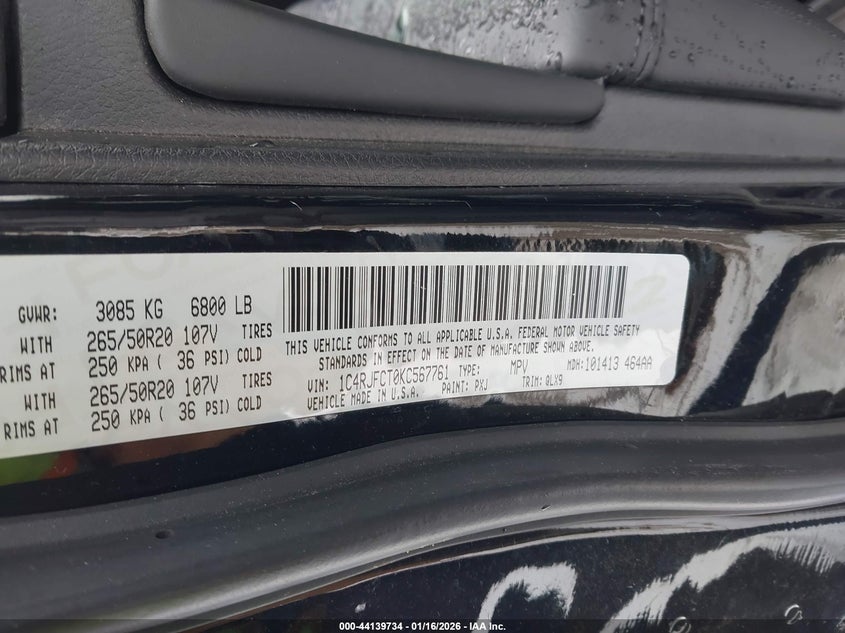 GVWR: 3085 KG 6800 LB
WITH 265/50R20 107V TIRES
RIMS AT 250 KPA ( 36 PSI) COLD
WITH 265/50R20 107V TIRES
RIMS AT 250 KPA ( 36 PSI) COLD
THIS VEHICLE CONFORMS TO ALL APPLICABLE U.S.A. FEDERAL MOTOR VEHICLE SAFETY
STANDARDS IN EFFECT ON THE DATE OF MANUFACTURE SHOWN ABOVE.
VIN: 1C4RJFCT0KC567761 TYPE: MPV MDH: 101413 464AA
VEHICLE MADE IN U.S.A. PAINT: PXJ TRIM: QLX9
000-44139734 - 01/16/2026 - IAA Inc.